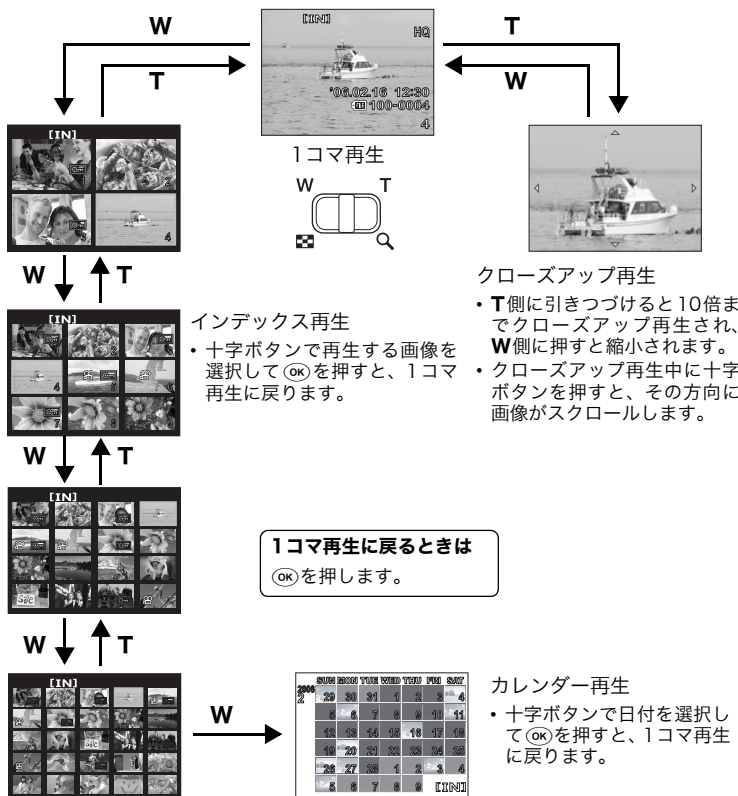 W
[IN]
HQ
T
T
'06.02.16 12:30
100-0004
4
W
1コマ再生
W T
[IN]
2
3
4
W T
クローズアップ再生
• T側に引きつづけると10倍ま
でクローズアップ再生され、
W側に押すと縮小されます。
• クローズアップ再生中に十字
ボタンを押すと、その方向に
画像がスクロールします。
[IN]
4
7
インデックス再生
• 十字ボタンで再生する画像を
選択して OK を押すと、1コマ
再生に戻ります。
W T
[IN]
SALE
1コマ再生に戻るときは
OK を押します。
W T
[IN]
W
SUN MON TUE WED THU FRI SAT
2006
2
29 30 31 1 2 3 4
5 6 7 8 9 10 11
12 13 14 15 16 17 18
19 20 21 22 23 24 25
26 27 28 1 2 3 4
5 6 7 8 9 [IN]
カレンダー再生
• 十字ボタンで日付を選択し
て OK を押すと、1コマ再生
に戻ります。